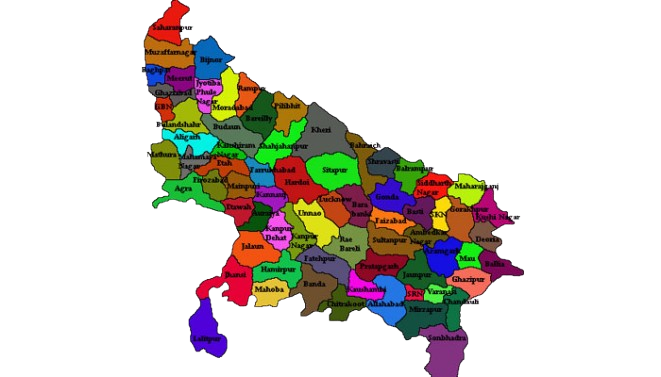 Saharanpur
Muzaffarnagar
Bijnor
Baghpat
Meerut
Jyotiba
Phule
Nagar
Rampur
Ghaziabad
GBN
Moradabad
Pilibhit
Bulandshahr
Budaun
Bareilly
Kheri
Aligarh
Kanshiram
Nagar
Shahjahanpur
Bahraich
Mathura
Mahamaya
Nagar
Etah
Farrukhabad
Sitapur
Shravasti
Balrampur
Agra
Firozabad
Mainpuri
Hardoi
Siddharth
Nagar
Maharajganj
Kannauj
Lucknow
Bara
Banki
Gonda
Basti
SKN
Gorakhpur
Kushi Nagar
Etawah
Auraiya
Unnao
Faizabad
Kanpur
Dehat
Kanpur
Nagar
Rae
Bareli
Sultanpur
Ambedkar
Nagar
Deoria
Jalaun
Fatehpur
Azamgarh
Mau
Ballia
Jhansi
Hamirpur
Pratapgarh
Jaunpur
Ghazipur
Mahoba
Banda
Kaushambi
SRN
Varanasi
Chandauli
Chitrakoot
Allahabad
Mirzapur
Lalitpur
Sonbhadra